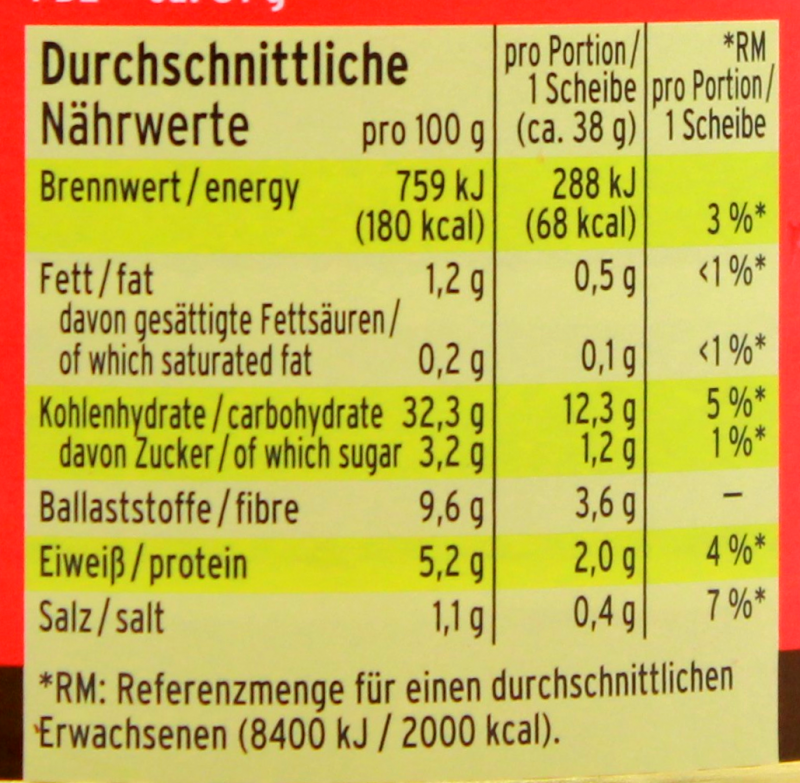 Durchschnittliche Nährwerte pro 100 g pro Portion/ 1 Scheibe (ca. 38 g) *RM pro Portion/ 1 Scheibe
Brennwert/energy 759 kJ 288 kJ
(180 kcal) (68 kcal) 3 %*
Fett/fat 1,2 g 0,5 g <1 %*
davon gesättigte Fettsäuren/
of which saturated fat 0,2 g 0,1 g <1 %*
Kohlenhydrate/carbohydrate 32,3 g 12,3 g 5 %*
davon Zucker/of which sugar 3,2 g 1,2 g 1 %*
Ballaststoffe/fibre 9,6 g 3,6 g –
Eiweiß/protein 5,2 g 2,0 g 4 %*
Salz/salt 1,1 g 0,4 g 7 %*
*RM: Referenzmenge für einen durchschnittlichen
Erwachsenen (8400 kJ / 2000 kcal).